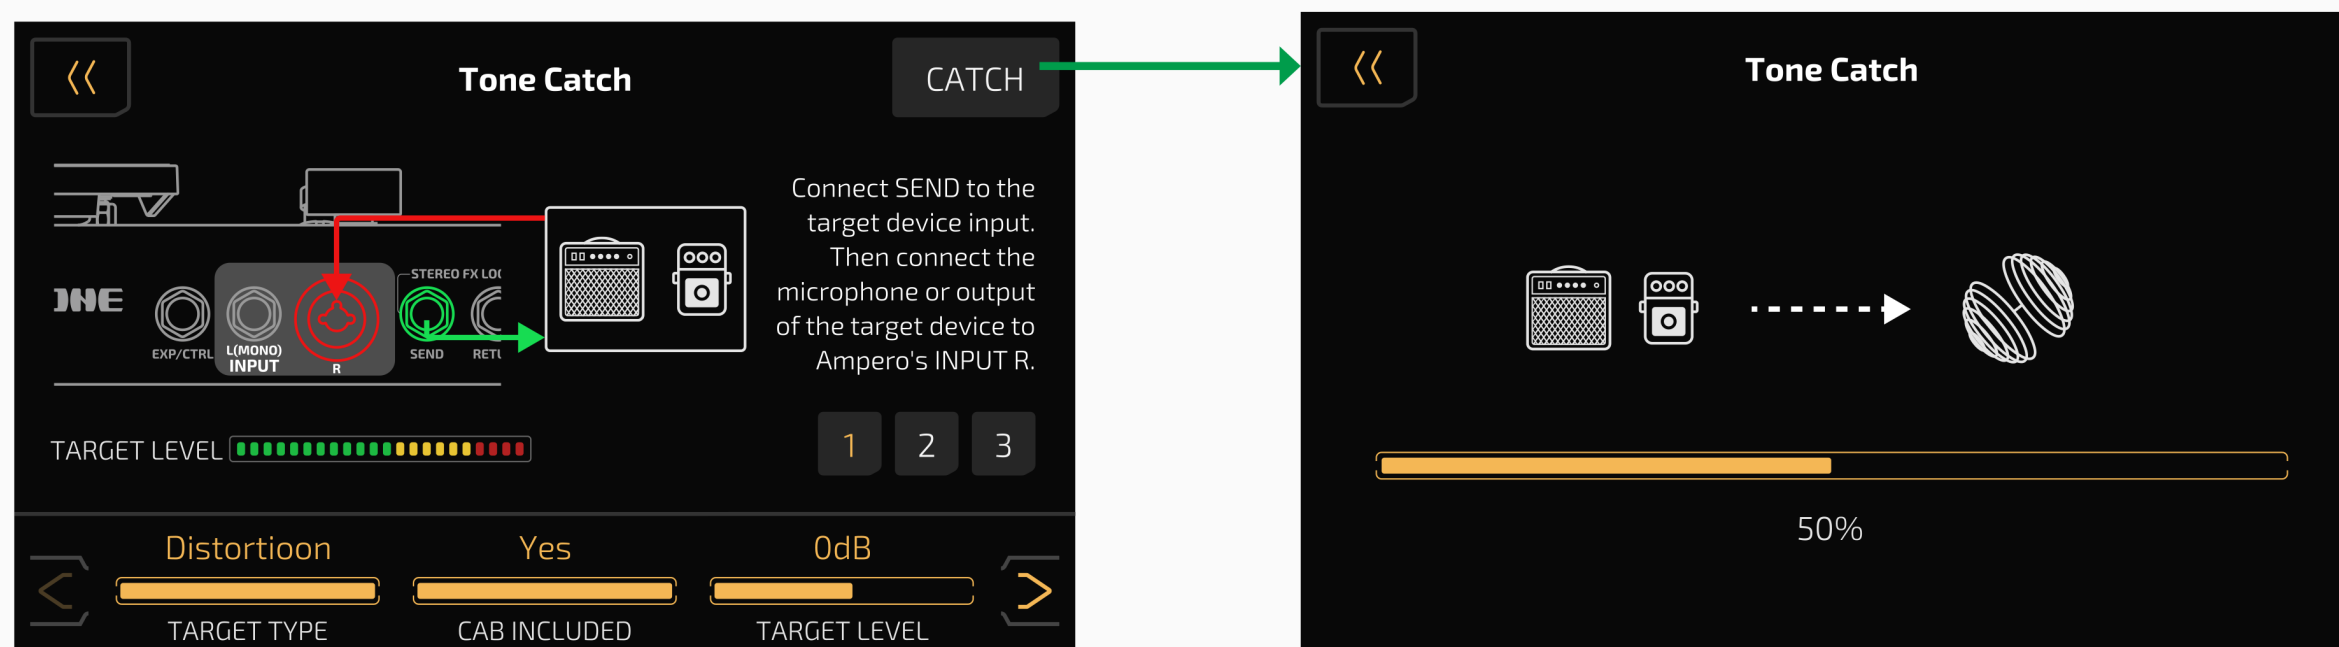 Tone Catch
CATCH
Connect SEND to the
target device input.
Then connect the
microphone or output
of the target device to
Ampero's INPUT R.
STEREO FX
EXP/CTRL
L(MONO)
INPUT
R
SEND
TARGET LEVEL
1 2 3
Distortioon Yes 0dB
TARGET TYPE CAB INCLUDED TARGET LEVEL
Tone Catch
50%